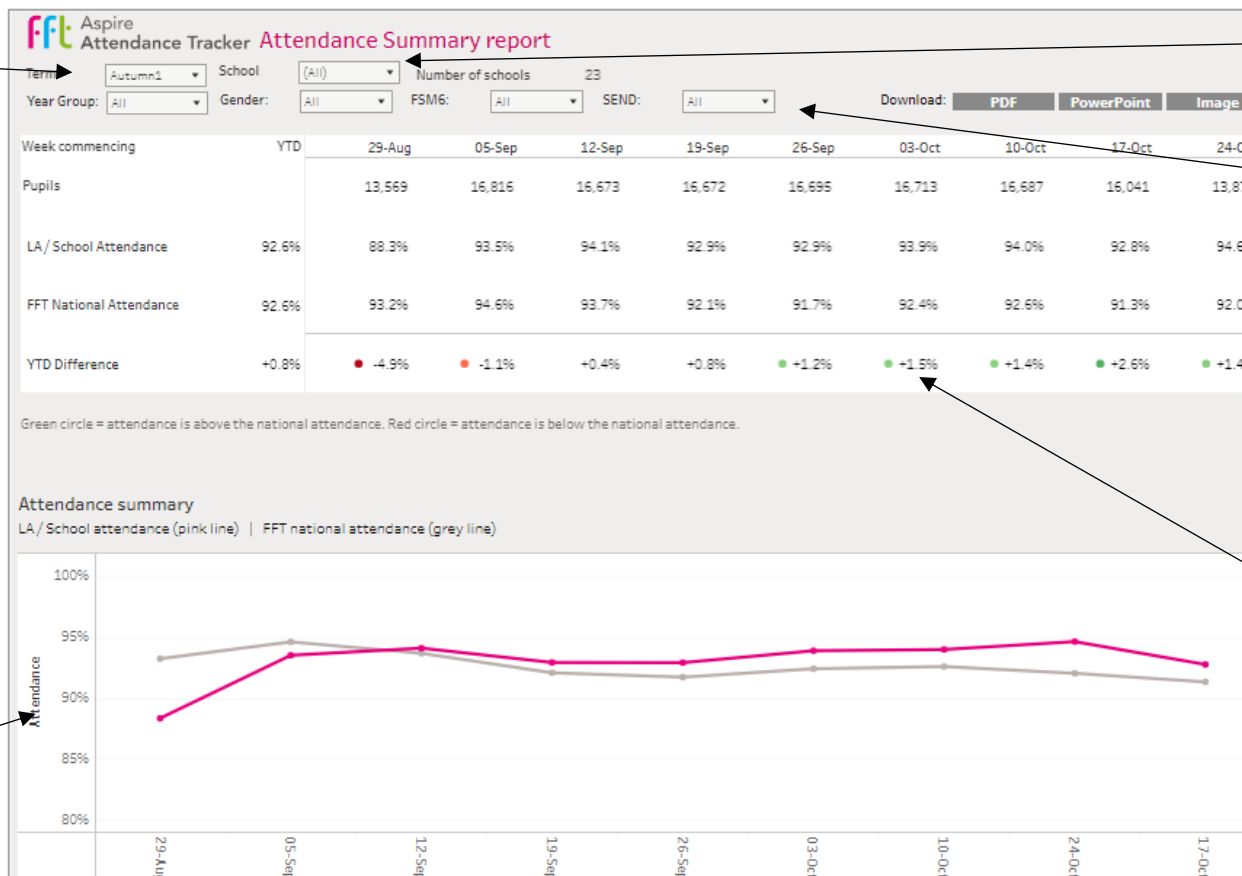 fft Aspire
Attendance Tracker Attendance Summary report
Term Autumn1 School (All) Number of schools 23
Year Group: All Gender: All FSM6: All SEND: All Download: PDF PowerPoint Image
Week commencing YTD 29-Aug 05-Sep 12-Sep 19-Sep 26-Sep 03-Oct 10-Oct 17-Oct
Pupils 13,569 16,816 16,673 16,672 16,695 16,713 16,687 16,041
LA / School Attendance 92.6% 88.3% 93.5% 94.1% 92.9% 92.9% 93.9% 94.0% 92.8% 94.6
FFT National Attendance 92.6% 93.2% 94.6% 93.7% 92.1% 91.7% 92.4% 92.6% 91.3% 92.0
YTD Difference +0.8% -4.9% -1.1% +0.4% +0.8% +1.2% +1.5% +1.4% +2.6% +1.4
Green circle = attendance is above the national attendance. Red circle = attendance is below the national attendance.
Attendance summary
LA / School attendance (pink line) | FFT national attendance (grey line)
100%
95%
90%
85%
80%
Attendance
29-Aug 05-Sep 12-Sep 19-Sep 26-Sep 03-Oct 10-Oct 24-Oct 17-Oct